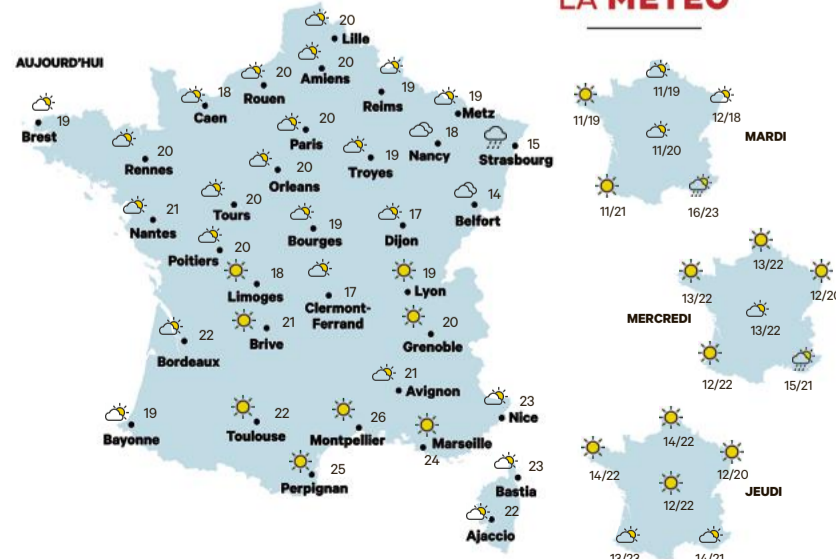 LA MÉTÉO
AUJOURD'HUI
20
Lille
20
Amiens
20
Rouen
18
Caen
19
Reims
19
Metz
19
Brest
20
Paris
18
Nancy
15
Strasbourg
20
Rennes
19
Troyes
20
Orleans
14
Belfort
20
Tours
21
Nantes
19
Bourges
17
Dijon
20
Poitiers
18
Limoges
17
Clermont-
Ferrand
19
Lyon
21
Brive
20
Grenoble
22
Bordeaux
21
Avignon
19
Bayonne
22
Toulouse
26
Montpellier
Marseille
24
23
Nice
25
Perpignan
23
Bastia
22
Ajaccio
MARDI
11/19
11/19
12/18
11/20
11/21
16/23
MERCREDI
13/22
13/22
12/20
13/22
12/22
15/21
JEUDI
14/22
14/22
12/20
12/22
13/23
14/21